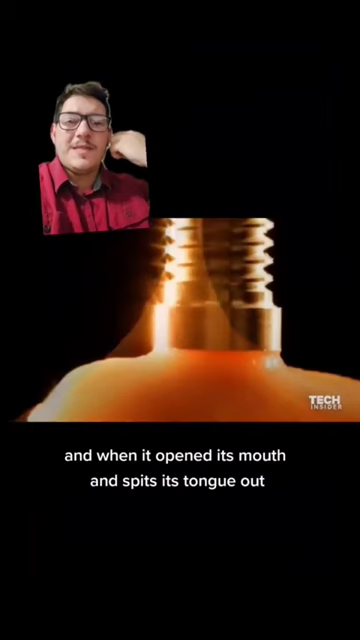 TECH
INSIDER
and when it opened its mouth
and spits its tongue out